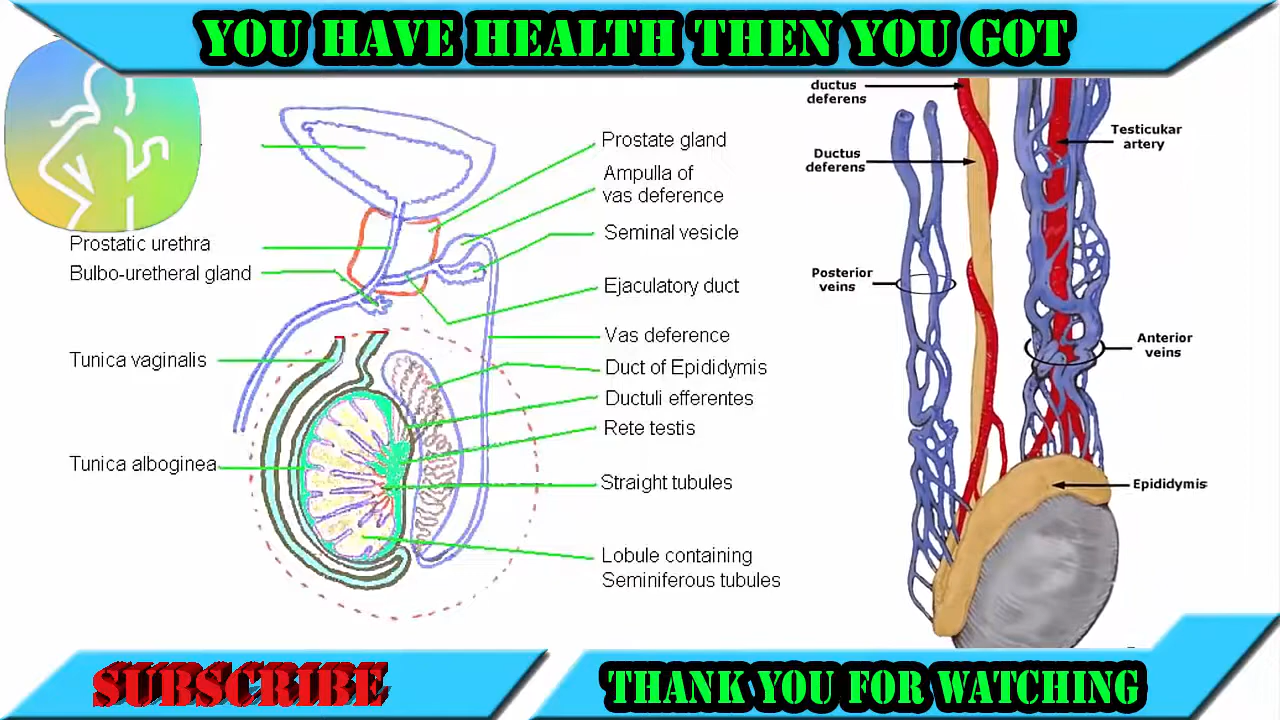 YOU HAVE HEALTH THEN YOU GOT
Prostatic urethra
Bulbo-uretheral gland
Tunica vaginalis
Tunica alboginea
Prostate gland
Ampulla of
vas deference
Seminal vesicle
Ejaculatory duct
Vas deference
Duct of Epididymis
Ductuli efferentes
Rete testis
Straight tubules
Lobule containing
Seminiferous tubules
ductus
deferens
Ductus
deferens
Posterior
veins
Testicukar
artery
Anterior
veins
Epididymis
SUBSCRIBE
THANK YOU FOR WATCHING